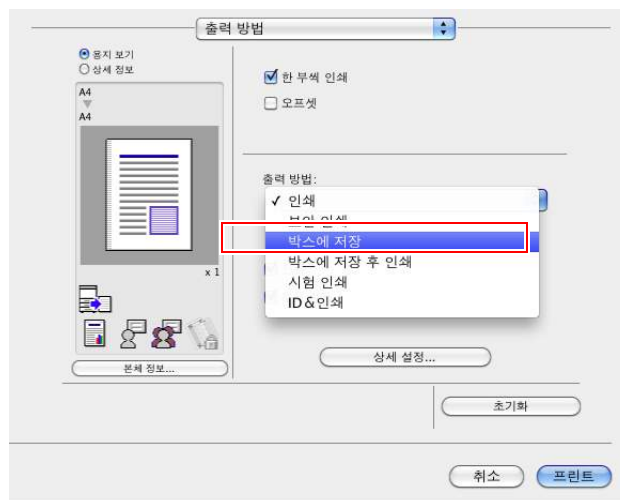 출력 방법
용지 보기
상세 정보
A4
A4
x 1
본체 정보...
한 부씩 인쇄
오프셋
출력 방법:
✓ 인쇄
보안 인쇄
박스에 저장
박스에 저장 후 인쇄
시험 인쇄
ID&인쇄
상세 설정...
초기화
취소
프린트